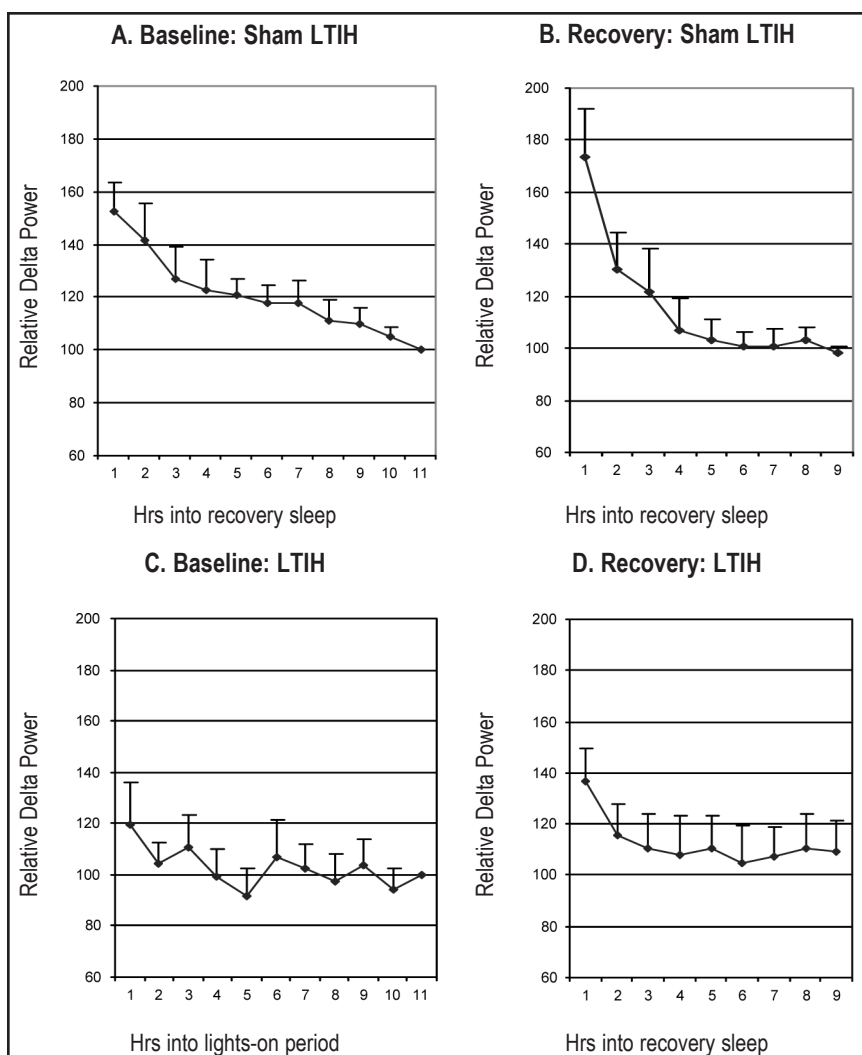 A. Baseline: Sham LTIH
Relative Delta Power
200
180
160
140
120
100
80
60
1 2 3 4 5 6 7 8 9 10 11
Hrs into recovery sleep
B. Recovery: Sham LTIH
Relative Delta Power
200
180
160
140
120
100
80
60
1 2 3 4 5 6 7 8 9
Hrs into recovery sleep
C. Baseline: LTIH
Relative Delta Power
200
180
160
140
120
100
80
60
1 2 3 4 5 6 7 8 9 10 11
Hrs into lights-on period
D. Recovery: LTIH
Relative Delta Power
200
180
160
140
120
100
80
60
1 2 3 4 5 6 7 8 9
Hrs into recovery sleep